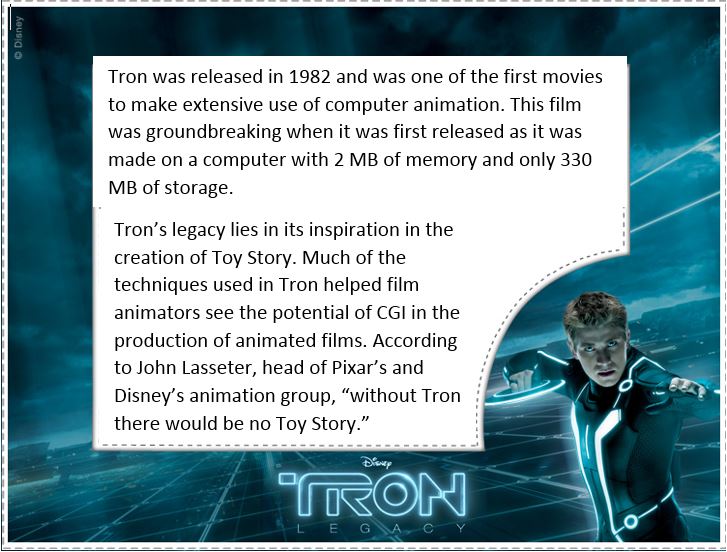 © Disney
Tron was released in 1982 and was one of the first movies
to make extensive use of computer animation. This film
was groundbreaking when it was first released as it was
made on a computer with 2 MB of memory and only 330
MB of storage.
Tron’s legacy lies in its inspiration in the
creation of Toy Story. Much of the
techniques used in Tron helped film
animators see the potential of CGI in the
production of animated films. According
to John Lasseter, head of Pixar’s and
Disney’s animation group, “without Tron
there would be no Toy Story.”
Disney
TRON
LEGACY